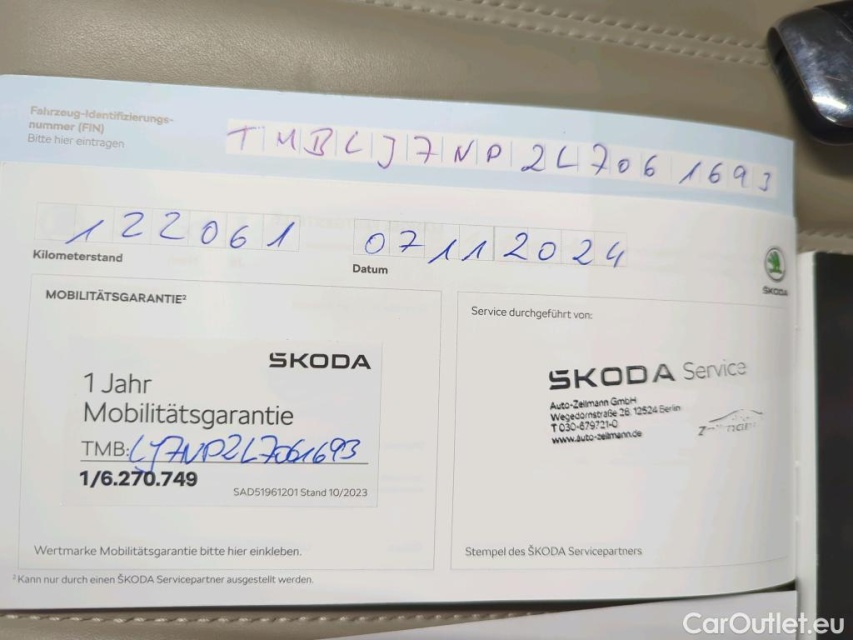 Fahrzeug-Identifizierungs-
nummer (FIN)
Bitte hier eintragen
TMBLJ7NP2L7061693
122061
07112024
Kilometerstand
Datum
ŠKODA
MOBILITÄTSGARANTIE²
Service durchgeführt von:
ŠKODA
1 Jahr
Mobilitätsgarantie
TMB: LJ7NP2L7061693
1/6.270.749
SAD51961201 Stand 10/2023
ŠKODA Service
Auto-Zellmann GmbH
Wegedornstraße 28, 12524 Berlin
T 030-679721-0
www.auto-zellmann.de
Wertmarke Mobilitätsgarantie bitte hier einkleben.
Stempel des ŠKODA Servicepartners
² Kann nur durch einen ŠKODA Servicepartner ausgestellt werden.
CarOutlet.eu